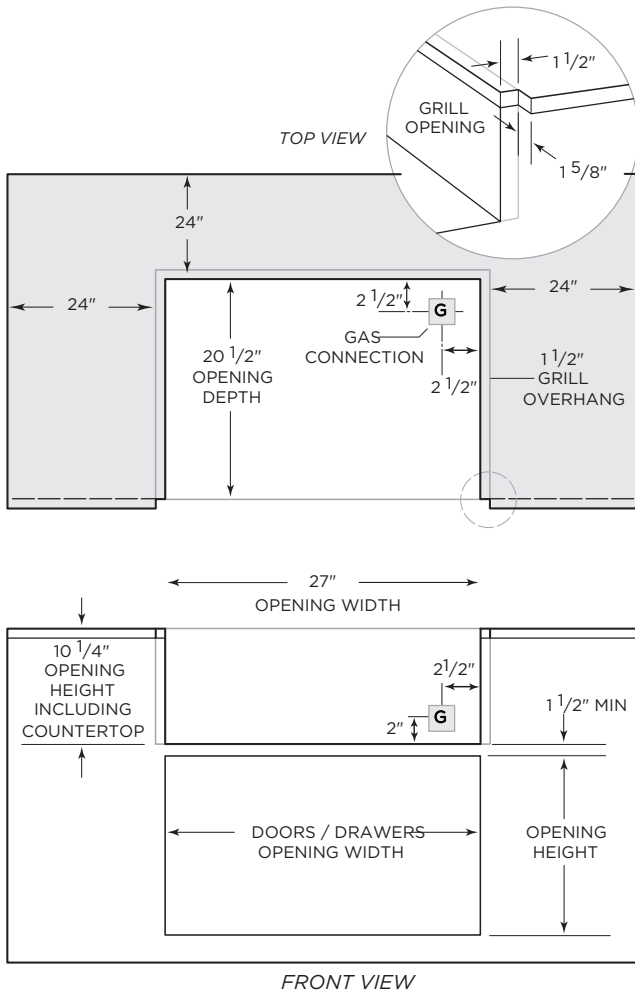 1 1/2"
GRILL
OPENING
TOP VIEW
1 5/8"
24"
24"
2 1/2"
G
24"
GAS
CONNECTION
20 1/2"
OPENING
DEPTH
2 1/2"
1 1/2"
GRILL
OVERHANG
27"
OPENING WIDTH
10 1/4"
OPENING
HEIGHT
INCLUDING
COUNTERTOP
2 1/2"
G
2"
1 1/2" MIN
DOORS / DRAWERS
OPENING WIDTH
OPENING
HEIGHT
FRONT VIEW